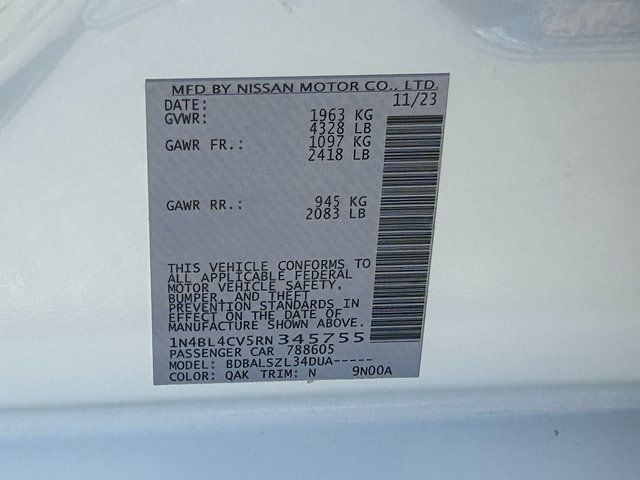 MFD BY NISSAN MOTOR CO., LTD.
DATE: 11/23
GVWR: 1963 KG
4328 LB
GAWR FR.: 1097 KG
2418 LB
GAWR RR.: 945 KG
2083 LB
THIS VEHICLE CONFORMS TO
ALL APPLICABLE FEDERAL
MOTOR VEHICLE SAFETY,
BUMPER, AND THEFT
PREVENTION STANDARDS IN
EFFECT ON THE DATE OF
MANUFACTURE SHOWN ABOVE.
1N4BL4CV5RN345755
PASSENGER CAR 788605
MODEL: BDBALSZL34DUA-----
COLOR: QAK TRIM: N 9N00A